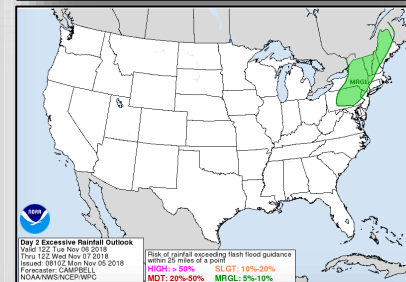 MRGL
NOAA
Day 2 Excessive Rainfall Outlook
Valid 12Z Tue Nov 06 2018
Thru 12Z Wed Nov 07 2018
Issued: 0810Z Mon Nov 05 2018
Forecaster: CAMPBELL
NOAA/NWS/NCEP/WPC
Risk of rainfall exceeding flash flood guidance
within 25 miles of a point
HIGH: > 50% SLGT: 10%-20%
MDT: 20%-50% MRGL: 5%-10%